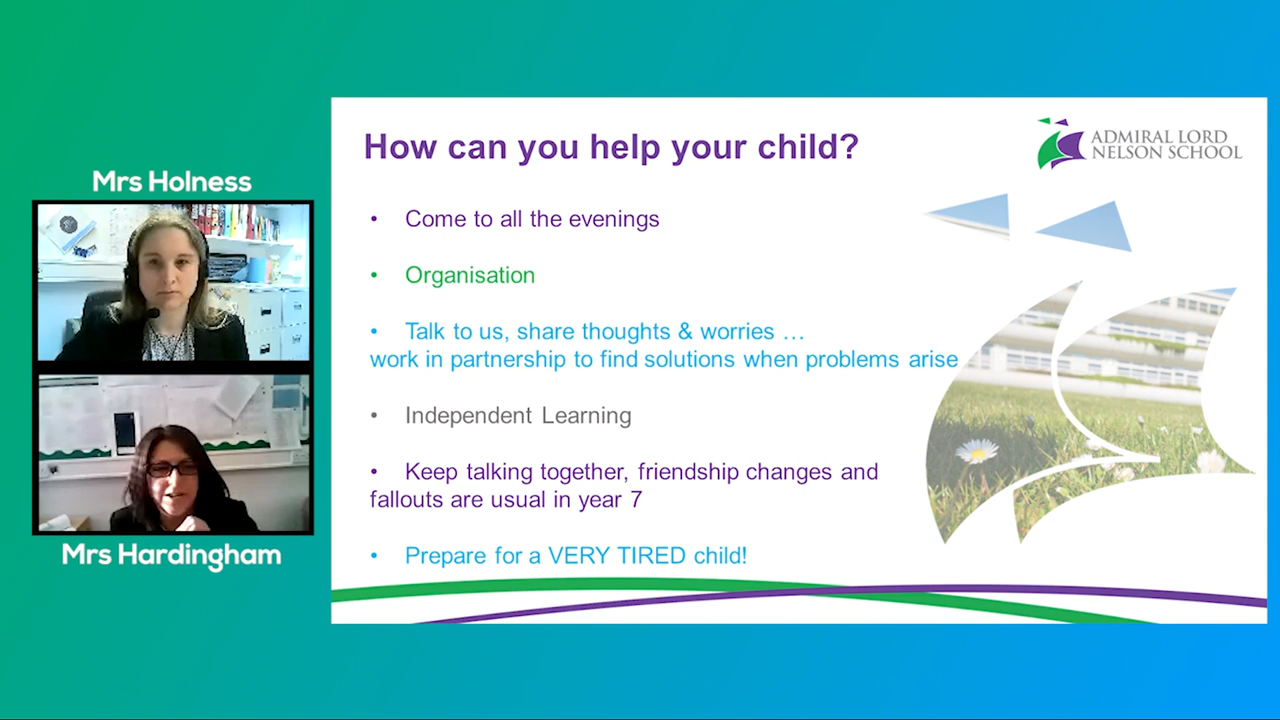 Mrs Holness
Mrs Hardingham
How can you help your child?
ADMIRAL LORD
NELSON SCHOOL
• Come to all the evenings
• Organisation
• Talk to us, share thoughts & worries …
work in partnership to find solutions when problems arise
• Independent Learning
• Keep talking together, friendship changes and
fallouts are usual in year 7
• Prepare for a VERY TIRED child!